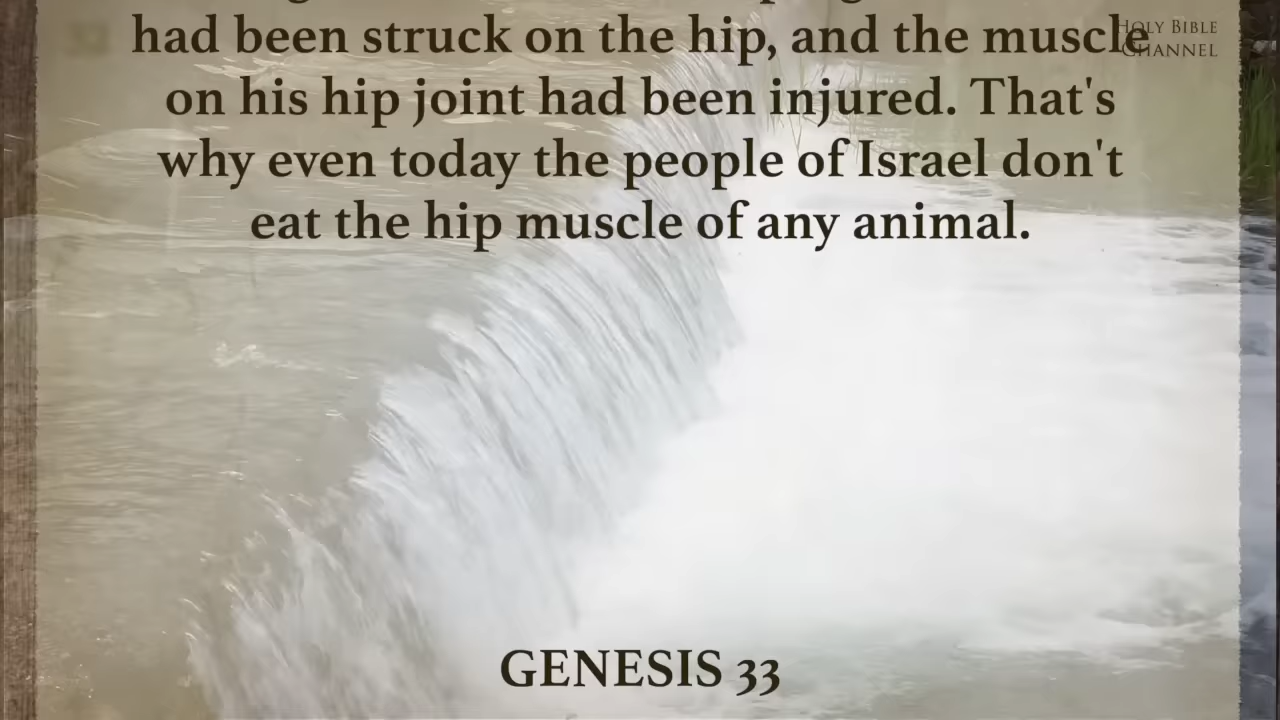 had been struck on the hip, and the muscle
on his hip joint had been injured. That's
why even today the people of Israel don't
eat the hip muscle of any animal.
GENESIS 33
HOLY BIBLE
CHANNEL